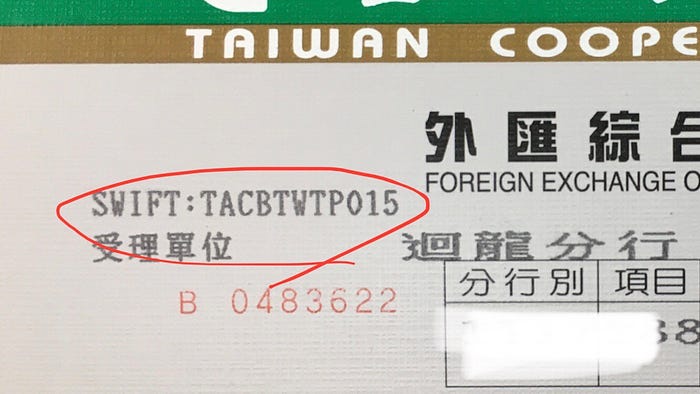 TAIWAN COOPE
外匯綜合
FOREIGN EXCHANGE O
SWIFT:TACBTWTP015
受理單位
迴龍分行
B 0483622
分行別 項目
88